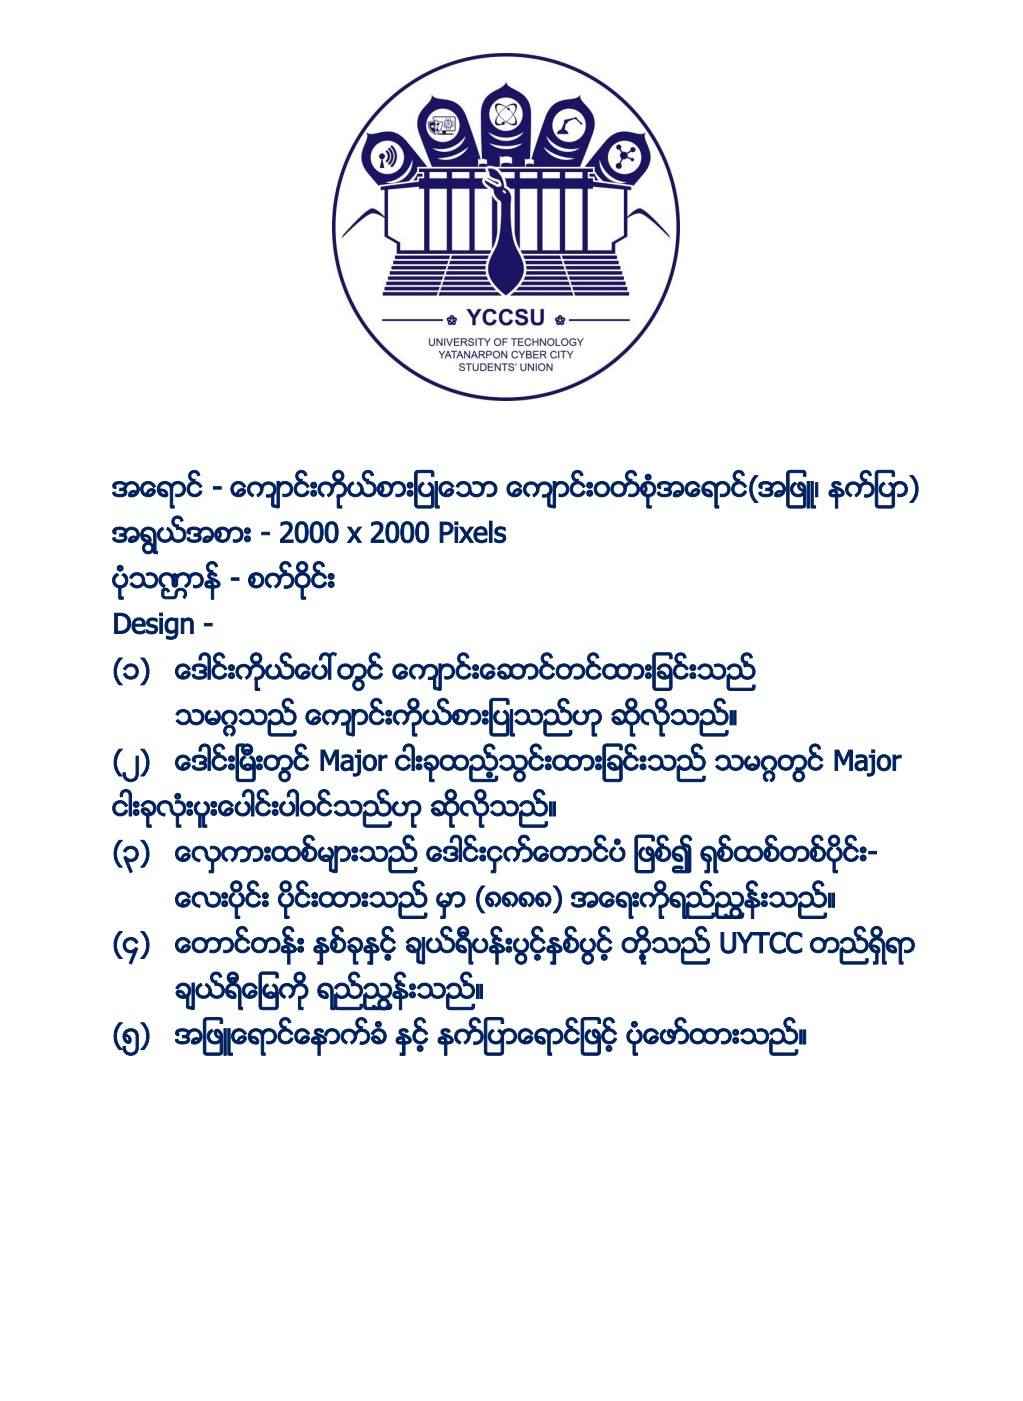 YCCSU
UNIVERSITY OF TECHNOLOGY
YATANARPON CYBER CITY
STUDENTS' UNION
အရောင် - ကျောင်းကိုယ်စားပြုသော ကျောင်းဝတ်စုံအရောင်(အဖြူ၊ နက်ပြာ)
အရွယ်အစား - 2000 x 2000 Pixels
ပုံသဏ္ဌာန် - စက်ဝိုင်း
Design -
(၁) ဒေါင်းကိုယ်ပေါ်တွင် ကျောင်းဆောင်တင်ထားခြင်းသည်
သမဂ္ဂသည် ကျောင်းကိုယ်စားပြုသည်ဟု ဆိုလိုသည်။
(၂) ဒေါင်းမြီးတွင် Major ငါးခုထည့်သွင်းထားခြင်းသည် သမဂ္ဂတွင် Major
ငါးခုလုံးပူးပေါင်းပါဝင်သည်ဟု ဆိုလိုသည်။
(၃) လှေကားထစ်များသည် ဒေါင်းငှက်တောင်ပံ ဖြစ်၍ ရှစ်ထစ်တစ်ပိုင်း-
လေးပိုင်း ပိုင်းထားသည် မှာ (၈၈၈၈) အရေးကိုရည်ညွှန်းသည်။
(၄) တောင်တန်း နှစ်ခုနှင့် ချယ်ရီပန်းပွင့်နှစ်ပွင့် တို့သည် UYTCC တည်ရှိရာ
ချယ်ရီမြေကို ရည်ညွှန်းသည်။
(၅) အဖြူရောင်နောက်ခံ နှင့် နက်ပြာရောင်ဖြင့် ပုံဖော်ထားသည်။